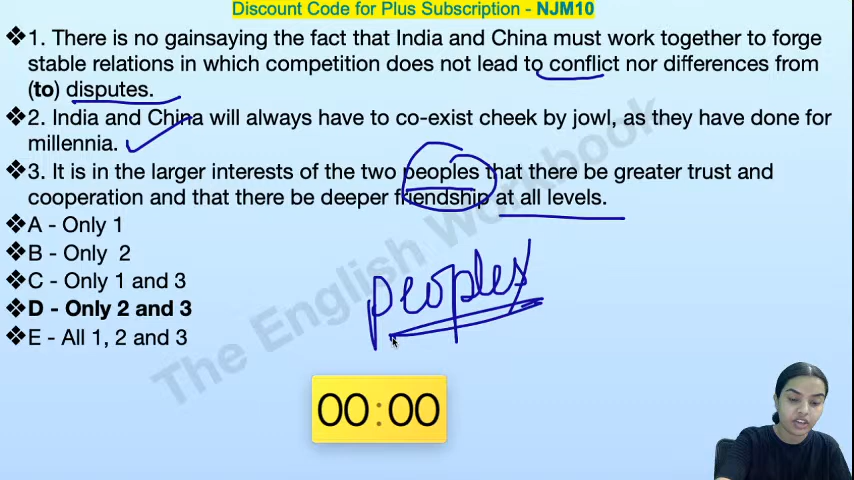 Discount Code for Plus Subscription - NJM10
❖1. There is no gainsaying the fact that India and China must work together to forge
stable relations in which competition does not lead to conflict nor differences from
(to) disputes.
❖2. India and China will always have to co-exist cheek by jowl, as they have done for
millennia.
❖3. It is in the larger interests of the two peoples that there be greater trust and
cooperation and that there be deeper friendship at all levels.
❖A - Only 1
❖B - Only 2
❖C - Only 1 and 3
❖D - Only 2 and 3
❖E - All 1, 2 and 3
peoples
The English Workbook
00:00